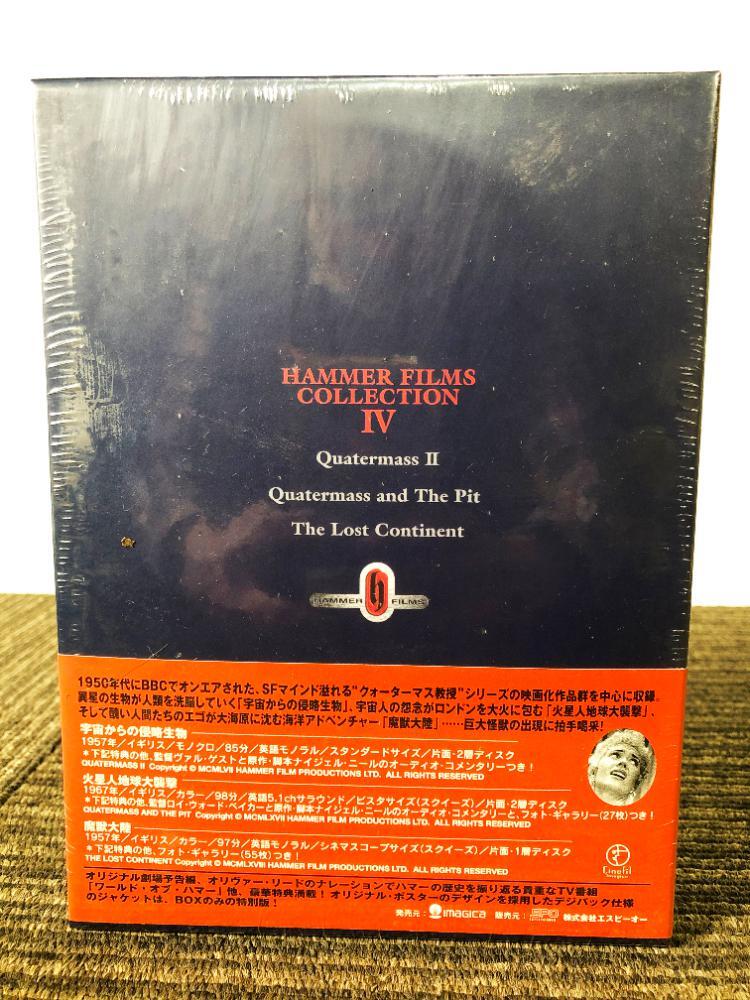 HAMMER FILMS
COLLECTION
IV
Quatermass II
Quatermass and The Pit
The Lost Continent
HAMMER FILMS
1950年代にBBCでオンエアされた、SFマインド溢れる"クォーターマス教授"シリーズの映画化作品群を中心に収録。
異星の生物が人類を洗脳していく「宇宙からの侵略生物」、宇宙人の怨念がロンドンを大火に包む「火星人地球大襲撃」、
そして醜い人間たちのエゴが大海原に沈む海洋アドベンチャー「魔獣大陸」……巨大怪獣の出現に拍手喝采!
宇宙からの侵略生物
1957年/イギリス/モノクロ/85分/英語モノラル/スタンダードサイズ/片面・2層ディスク
*下記特典の他、監督ヴァル・ゲストと原作・脚本ナイジェル・ニールのオーディオ・コメンタリーつき!
QUATERMASS II Copyright © MCMLVII HAMMER FILM PRODUCTIONS LTD. ALL RIGHTS RESERVED
火星人地球大襲撃
1967年/イギリス/カラー/98分/英語5.1chサラウンド/ビスタサイズ(スクイーズ)/片面・2層ディスク
*下記特典の他、監督ロイ・ウォード・ベイカーと原作・脚本ナイジェル・ニールのオーディオ・コメンタリーと、フォト・ギャラリー(27枚)つき!
QUATERMASS AND THE PIT Copyright © MCMLXVII HAMMER FILM PRODUCTIONS LTD. ALL RIGHTS RESERVED
魔獣大陸
1957年/イギリス/カラー/97分/英語モノラル/シネマスコープサイズ(スクイーズ)/片面・1層ディスク
*下記特典の他、フォト・ギャラリー(55枚)つき!
THE LOST CONTINENT Copyright © MCMLXVIII HAMMER FILM PRODUCTIONS LTD. ALL RIGHTS RESERVED
Cinefil
Imagica
オリジナル劇場予告編、オリヴァー・リードのナレーションでハマーの歴史を振り返る貴重なTV番組
「ワールド・オブ・ハマー」他、豪華特典満載!オリジナル・ポスターのデザインを採用したデジパック仕様
のジャケットは、BOXのみの特別版!
発売元: imagica 販売元: SPO 株式会社エスピーオー